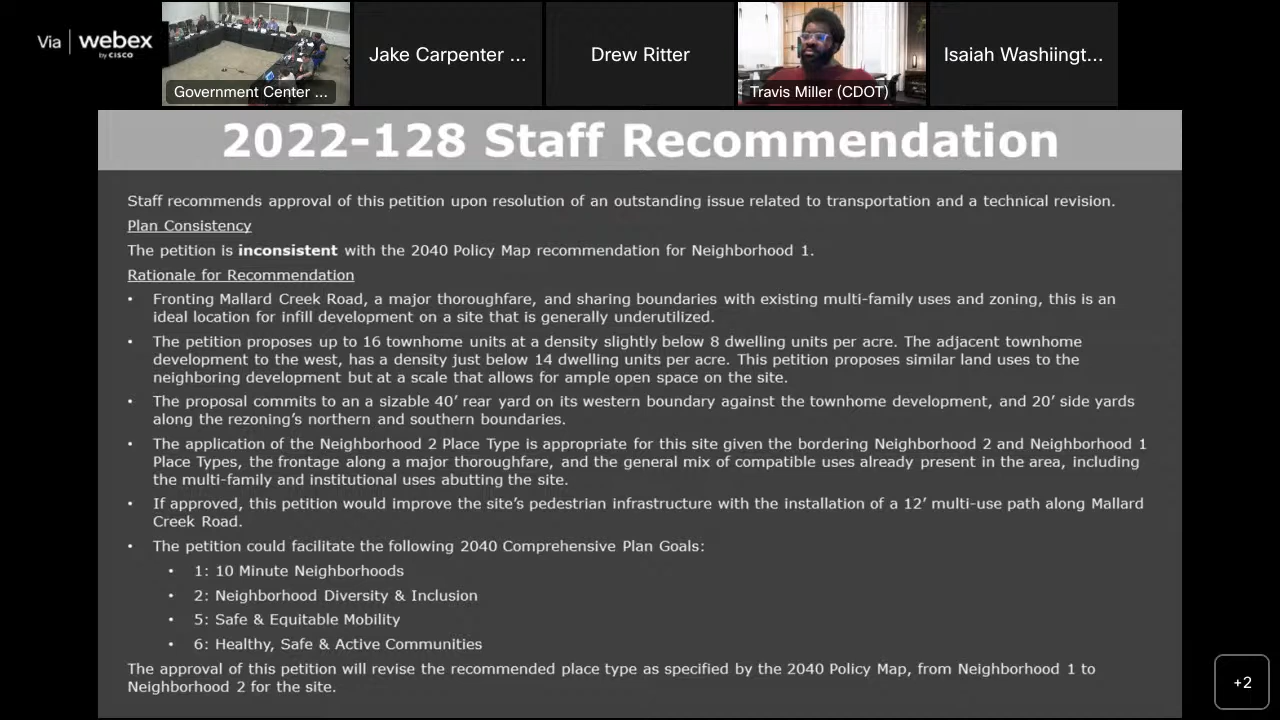 Via | webex
by CISCO
Government Center ...
Jake Carpenter ...
Drew Ritter
Travis Miller (CDOT)
Isaiah Washiingt...
2022-128 Staff Recommendation
Staff recommends approval of this petition upon resolution of an outstanding issue related to transportation and a technical revision.
Plan Consistency
The petition is inconsistent with the 2040 Policy Map recommendation for Neighborhood 1.
Rationale for Recommendation
• Fronting Mallard Creek Road, a major thoroughfare, and sharing boundaries with existing multi-family uses and zoning, this is an
ideal location for infill development on a site that is generally underutilized.
• The petition proposes up to 16 townhome units at a density slightly below 8 dwelling units per acre. The adjacent townhome
development to the west, has a density just below 14 dwelling units per acre. This petition proposes similar land uses to the
neighboring development but at a scale that allows for ample open space on the site.
• The proposal commits to an a sizable 40’ rear yard on its western boundary against the townhome development, and 20’ side yards
along the rezoning’s northern and southern boundaries.
• The application of the Neighborhood 2 Place Type is appropriate for this site given the bordering Neighborhood 2 and Neighborhood 1
Place Types, the frontage along a major thoroughfare, and the general mix of compatible uses already present in the area, including
the multi-family and institutional uses abutting the site.
• If approved, this petition would improve the site’s pedestrian infrastructure with the installation of a 12’ multi-use path along Mallard
Creek Road.
• The petition could facilitate the following 2040 Comprehensive Plan Goals:
• 1: 10 Minute Neighborhoods
• 2: Neighborhood Diversity & Inclusion
• 5: Safe & Equitable Mobility
• 6: Healthy, Safe & Active Communities
The approval of this petition will revise the recommended place type as specified by the 2040 Policy Map, from Neighborhood 1 to
Neighborhood 2 for the site.
+2